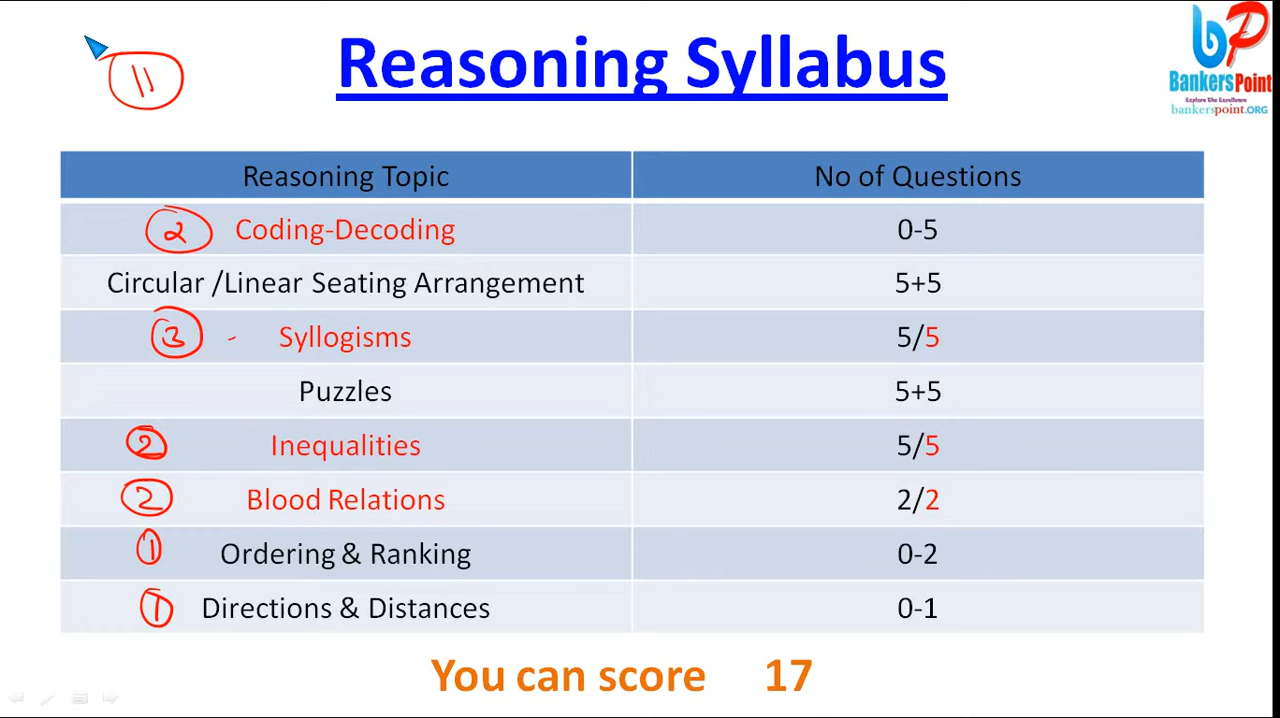 11
Reasoning Syllabus
bP
BankersPoint
Explore The Excellence
bankerspoint.ORG
Reasoning Topic No of Questions
2 Coding-Decoding 0-5
Circular /Linear Seating Arrangement 5+5
3 - Syllogisms 5/5
Puzzles 5+5
2 Inequalities 5/5
2 Blood Relations 2/2
1 Ordering & Ranking 0-2
1 Directions & Distances 0-1
You can score 17